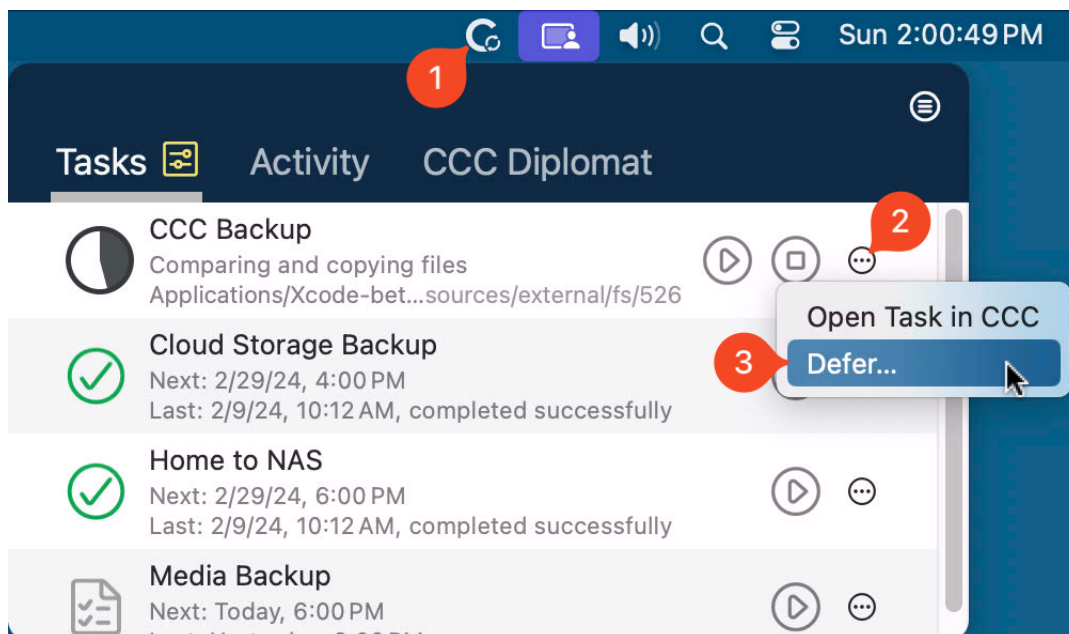 Sun 2:00:49 PM
1
Tasks Activity CCC Diplomat
CCC Backup
2
Comparing and copying files
Applications/Xcode-bet...sources/external/fs/526
Open Task in CCC
Cloud Storage Backup
3
Defer...
Next: 2/29/24, 4:00 PM
Last: 2/9/24, 10:12 AM, completed successfully
Home to NAS
Next: 2/29/24, 6:00 PM
Last: 2/9/24, 10:12 AM, completed successfully
Media Backup
Next: Today, 6:00 PM